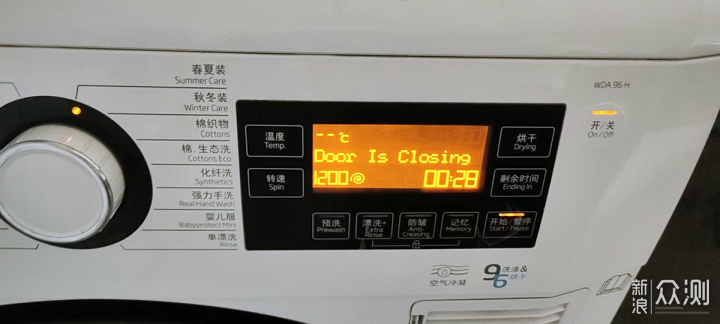 春夏装
Summer Care
秋冬装
Winter Care
棉织物
Cottons
棉.生态洗
Cottons Eco
化纤洗
Synthetics
强力手洗
Real Hand Wash
婴儿服
Babyprotect Mini
单漂洗
Rinse
温度
Temp.
转速
Spin
--℃
Door Is Closing
1200
00:28
烘干
Drying
剩余时间
Ending In
预洗
Prewash
漂洗+
Extra
Rinse
防皱
Anti-
Creasing
记忆
Memory
开始/暂停
Start / Pause
WDA 96 H
开/关
On / Off
空气冷凝
96 洗涤&
烘干
新浪 众测